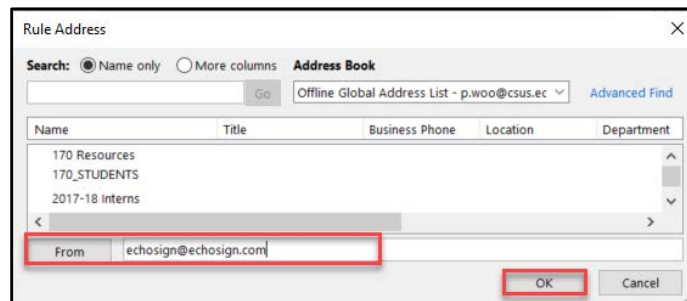 Rule Address
Search: Name only More columns Address Book
Go Offline Global Address List - p.woo@csus.ec Advanced Find
Name Title Business Phone Location Department
170 Resources
170_STUDENTS
2017-18 Interns
From echosign@echosign.com
OK Cancel